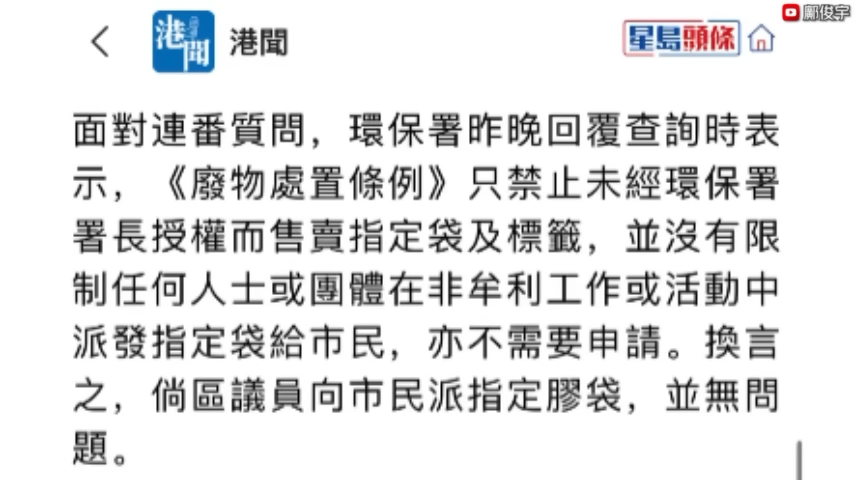 鄺俊宇
港聞 港聞 星島頭條
面對連番質問，環保署昨晚回覆查詢時表
示，《廢物處置條例》只禁止未經環保署
署長授權而售賣指定袋及標籤，並沒有限
制任何人士或團體在非牟利工作或活動中
派發指定袋給市民，亦不需要申請。換言
之，倘區議員向市民派指定膠袋，並無問
題。